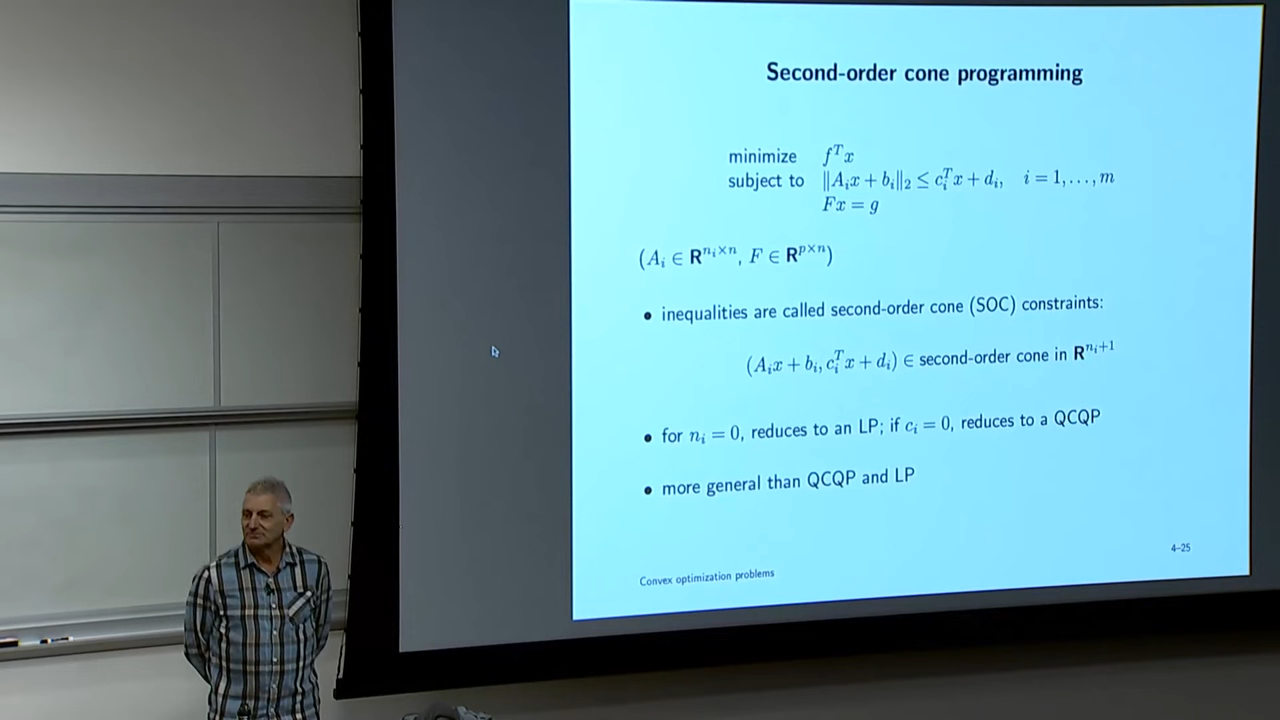 Second-order cone programming
minimize f^T x
subject to ‖A_i x + b_i‖_2 ≤ c_i^T x + d_i, i = 1, . . . , m
Fx = g
(A_i ∈ R^{n_i×n}, F ∈ R^{p×n})
• inequalities are called second-order cone (SOC) constraints:
(A_i x + b_i, c_i^T x + d_i) ∈ second-order cone in R^{n_i+1}
• for n_i = 0, reduces to an LP; if c_i = 0, reduces to a QCQP
• more general than QCQP and LP
Convex optimization problems
4–25